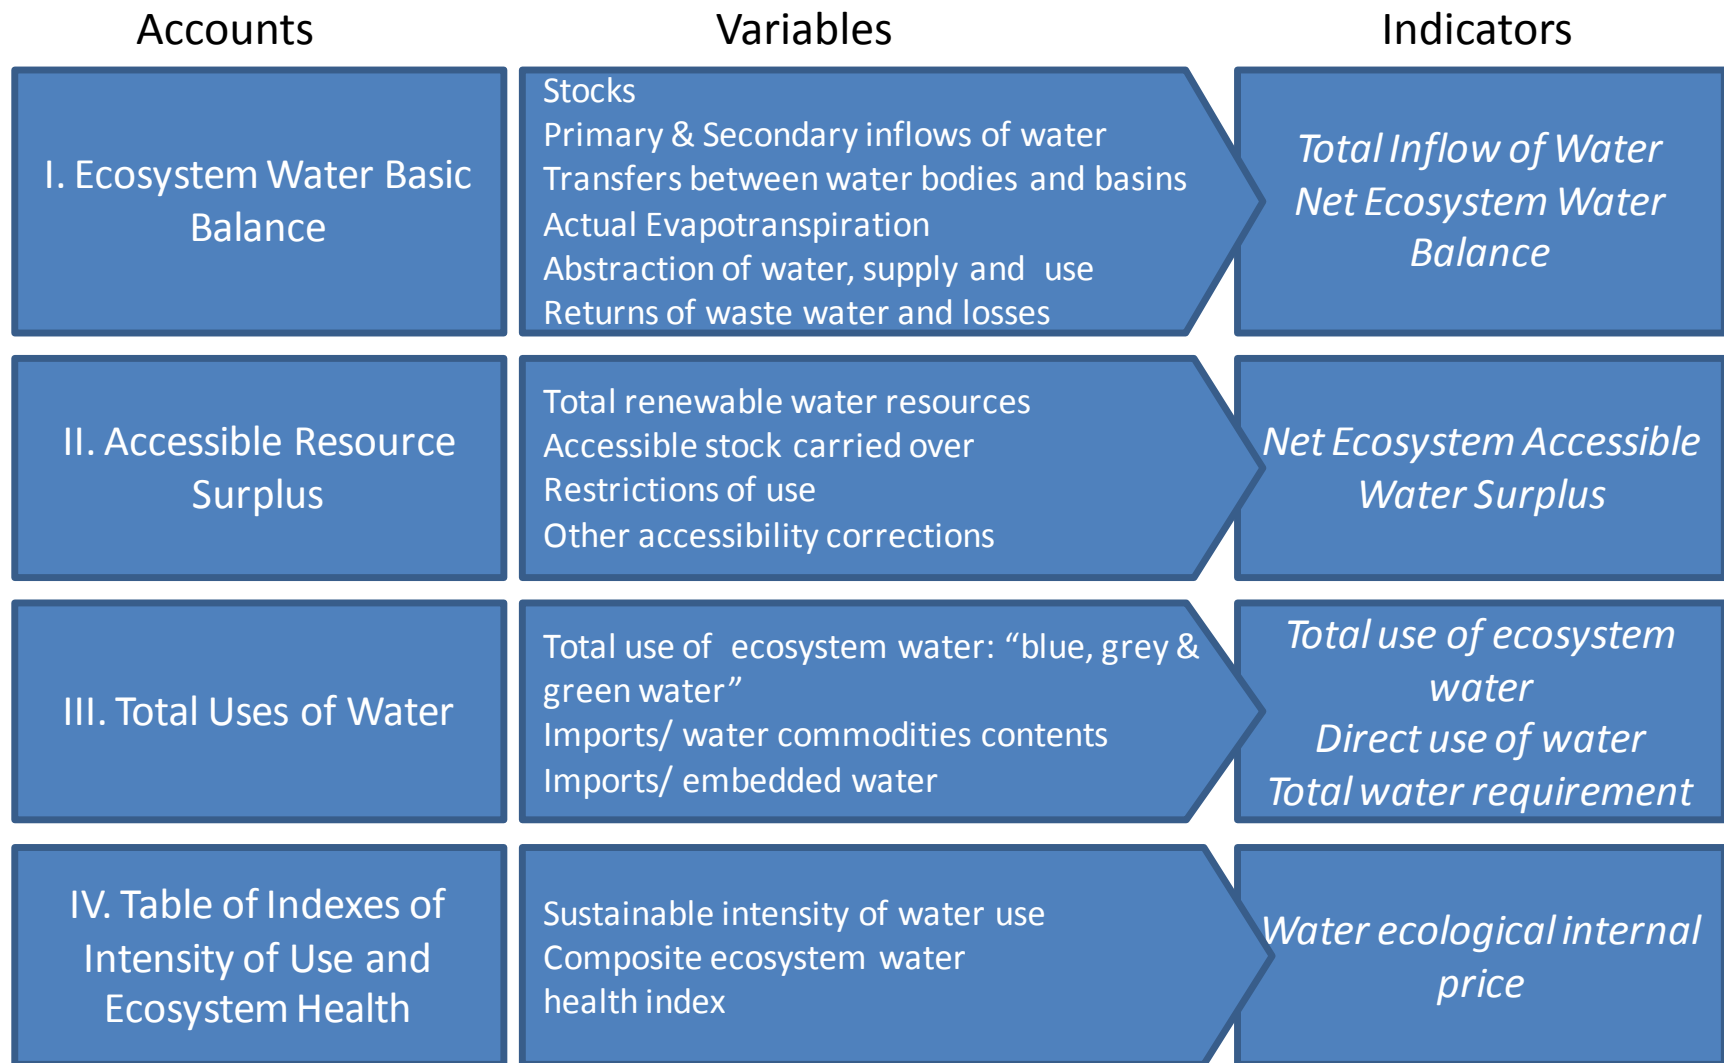 Accounts
Variables
Indicators
I. Ecosystem Water Basic
Balance
Stocks
Primary & Secondary inflows of water
Transfers between water bodies and basins
Actual Evapotranspiration
Abstraction of water, supply and use
Returns of waste water and losses
Total Inflow of Water
Net Ecosystem Water
Balance
II. Accessible Resource
Surplus
Total renewable water resources
Accessible stock carried over
Restrictions of use
Other accessibility corrections
Net Ecosystem Accessible
Water Surplus
III. Total Uses of Water
Total use of ecosystem water: “blue, grey &
green water”
Imports/ water commodities contents
Imports/ embedded water
Total use of ecosystem
water
Direct use of water
Total water requirement
IV. Table of Indexes of
Intensity of Use and
Ecosystem Health
Sustainable intensity of water use
Composite ecosystem water
health index
Water ecological internal
price